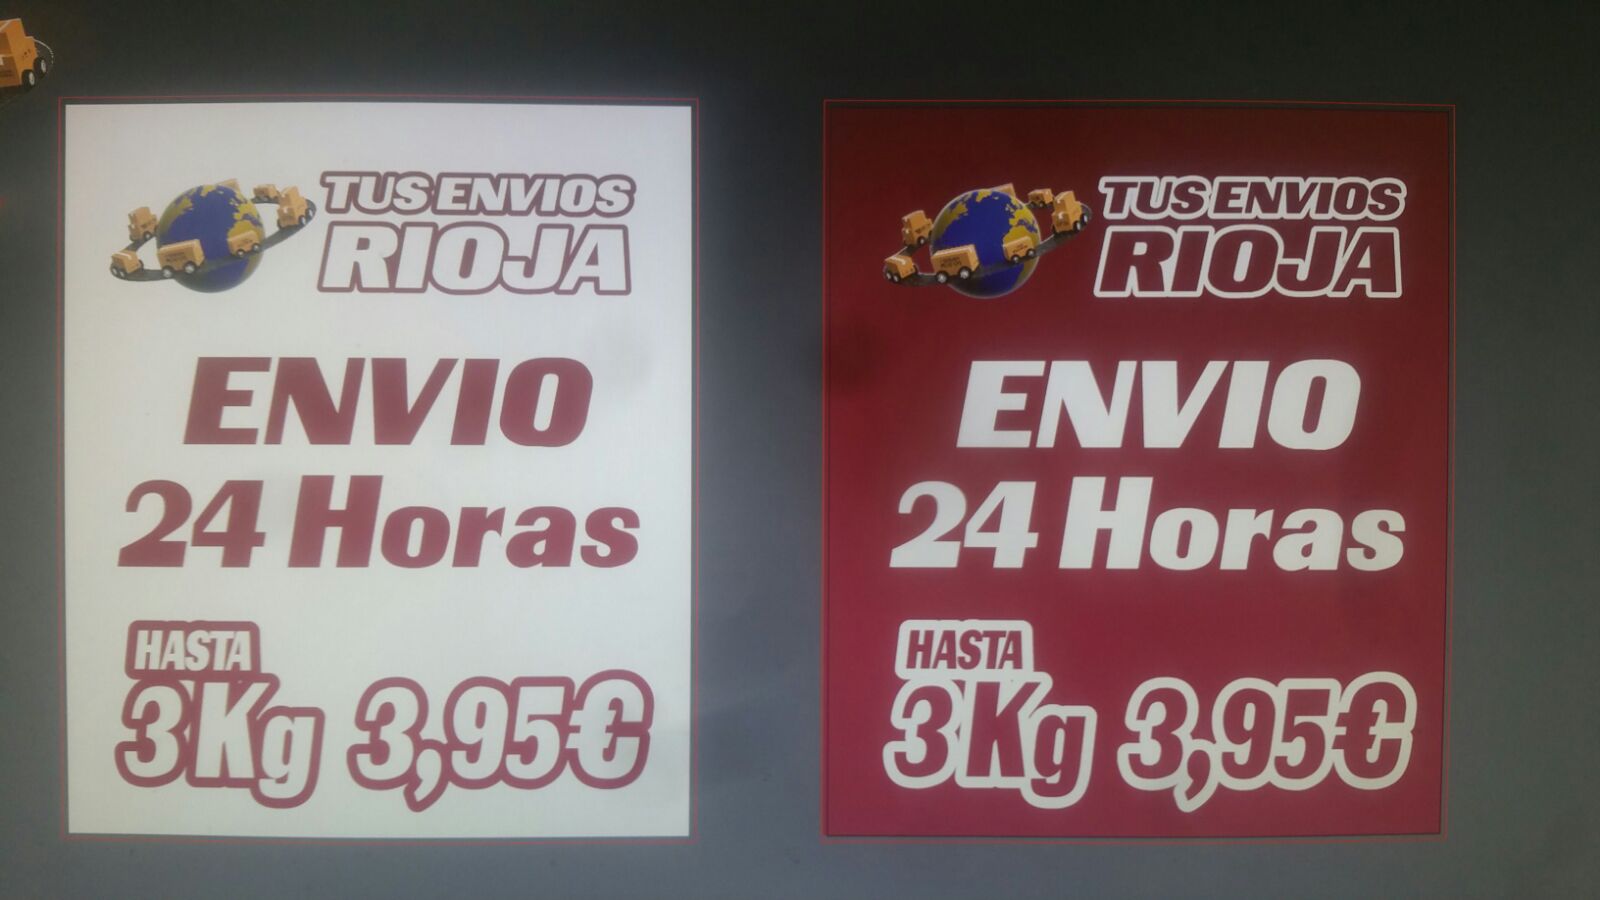 TUS ENVIOS
RIOJA
ENVIO
24 Horas
HASTA
3Kg 3,95€
TUS ENVIOS
RIOJA
ENVIO
24 Horas
HASTA
3Kg 3,95€